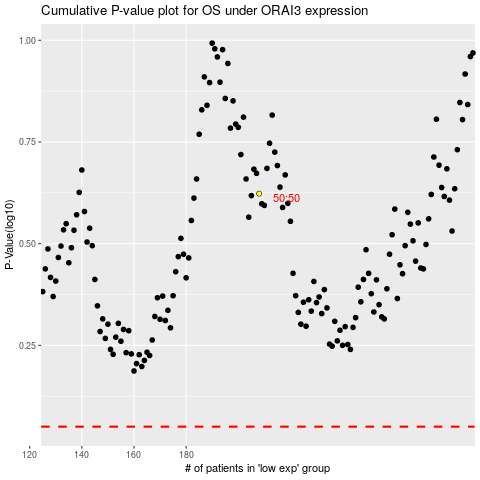 Cumulative P-value plot for OS under ORAI3 expression
P-Value(log10)
1.00
0.75
0.50
0.25
50:50
120 140 160 180
# of patients in 'low exp' group